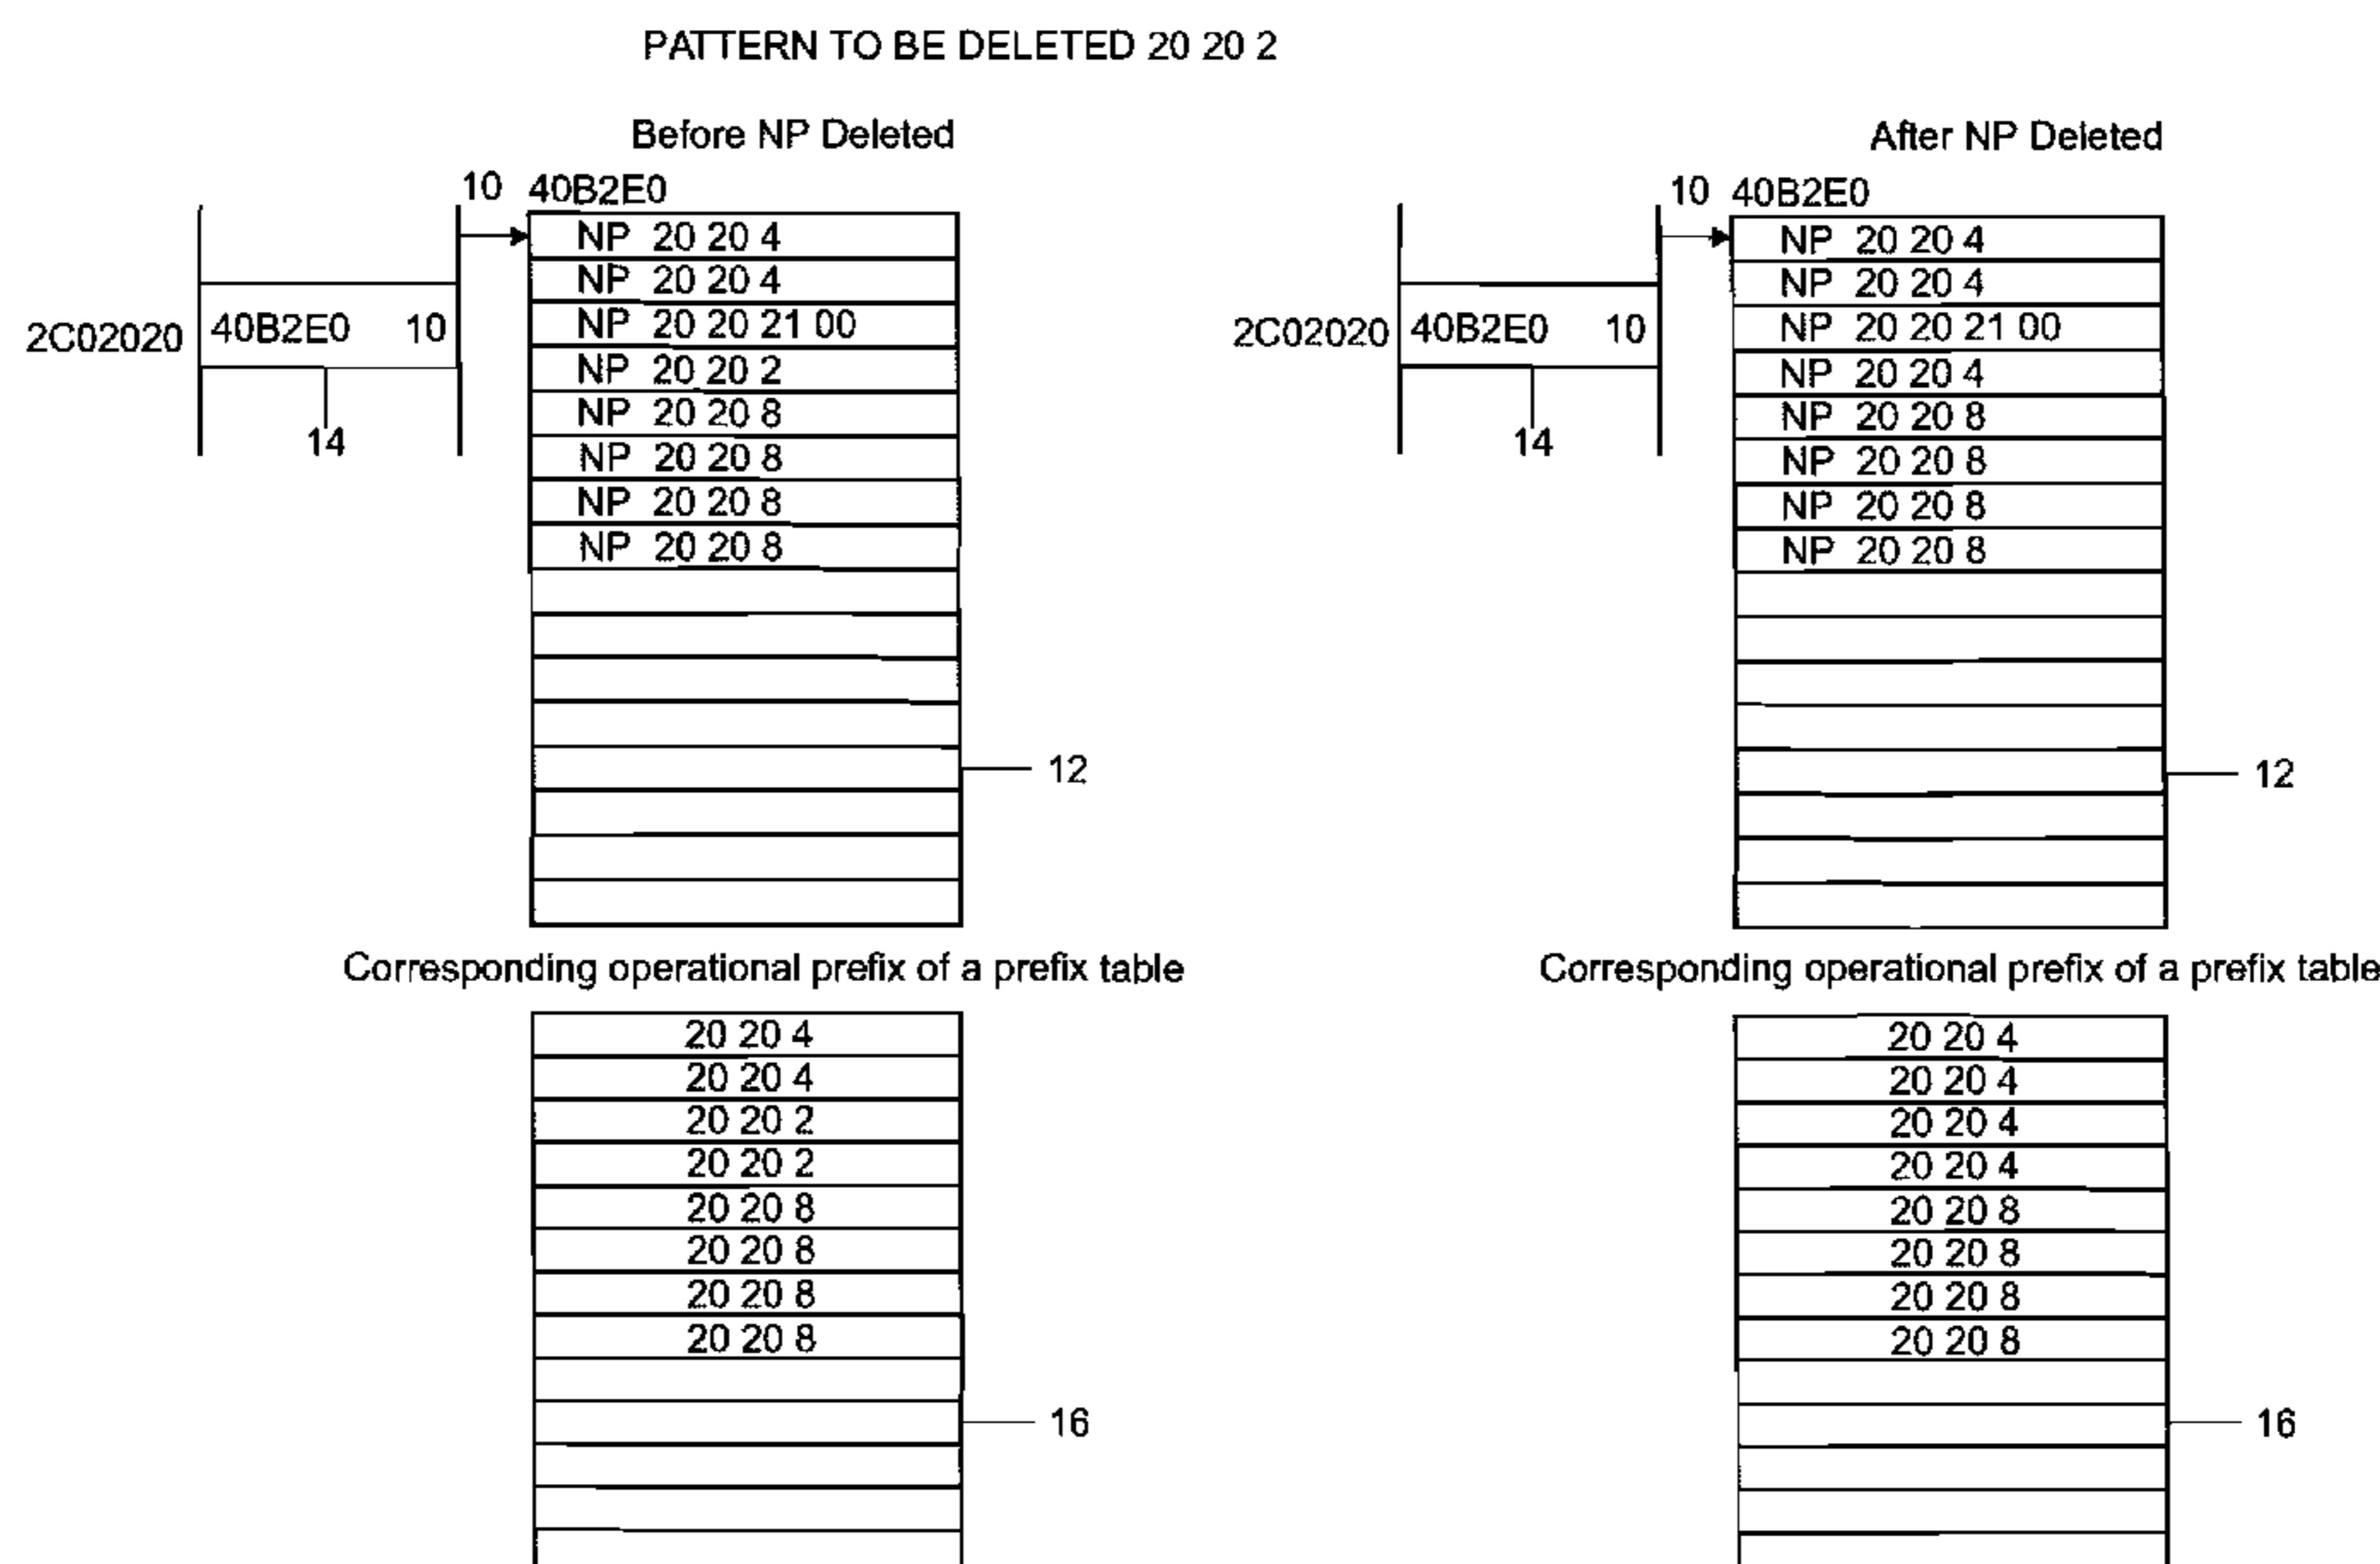 PATTERN TO BE DELETED 20 20 2
Before NP Deleted
10 40B2E0
NP 20 20 4
NP 20 20 4
NP 20 20 21 00
NP 20 20 2
NP 20 20 8
NP 20 20 8
NP 20 20 8
NP 20 20 8
2C02020
40B2E0 10
14
12
Corresponding operational prefix of a prefix table
20 20 4
20 20 4
20 20 2
20 20 2
20 20 8
20 20 8
20 20 8
20 20 8
16
After NP Deleted
10 40B2E0
NP 20 20 4
NP 20 20 4
NP 20 20 21 00
NP 20 20 4
NP 20 20 8
NP 20 20 8
NP 20 20 8
NP 20 20 8
2C02020
40B2E0 10
14
12
Corresponding operational prefix of a prefix table
20 20 4
20 20 4
20 20 4
20 20 4
20 20 8
20 20 8
20 20 8
20 20 8
16